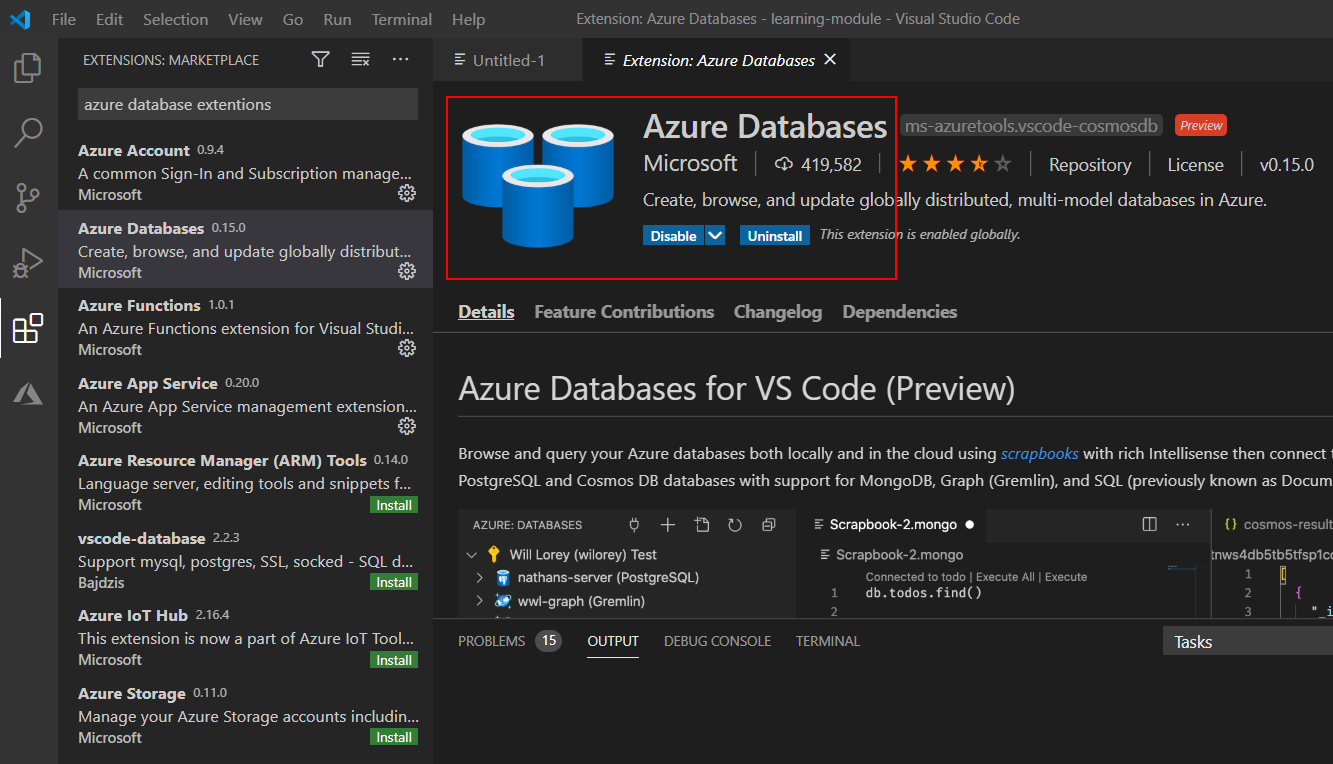 File Edit Selection View Go Run Terminal Help
Extension: Azure Databases - learning-module - Visual Studio Code
EXTENSIONS: MARKETPLACE
azure database extentions
Azure Account 0.9.4
A common Sign-In and Subscription manage...
Microsoft
Azure Databases 0.15.0
Create, browse, and update globally distribut...
Microsoft
Azure Functions 1.0.1
An Azure Functions extension for Visual Studi...
Microsoft
Azure App Service 0.20.0
An Azure App Service management extension...
Microsoft
Azure Resource Manager (ARM) Tools 0.14.0
Language server, editing tools and snippets f...
Microsoft Install
vscode-database 2.2.3
Support mysql, postgres, SSL, socked - SQL d...
Bajdzis Install
Azure IoT Hub 2.16.4
This extension is now a part of Azure IoT Tool...
Microsoft Install
Azure Storage 0.11.0
Manage your Azure Storage accounts includin...
Microsoft Install
Untitled-1
Extension: Azure Databases
Azure Databases ms-azuretools.vscode-cosmosdb Preview
Microsoft 419,582 Repository License v0.15.0
Create, browse, and update globally distributed, multi-model databases in Azure.
Disable Uninstall This extension is enabled globally.
Details Feature Contributions Changelog Dependencies
Azure Databases for VS Code (Preview)
Browse and query your Azure databases both locally and in the cloud using scrapbooks with rich Intellisense then connect t
PostgreSQL and Cosmos DB databases with support for MongoDB, Graph (Gremlin), and SQL (previously known as Docum
AZURE: DATABASES
Will Lorey (wilorey) Test
nathans-server (PostgreSQL)
wwl-graph (Gremlin)
Scrapbook-2.mongo
Scrapbook-2.mongo
Connected to todo | Execute All | Execute
1 db.todos.find()
2
{} cosmos-result
tnws4db5tb5tfsp1cc
1 [
2 {
3 "_i
PROBLEMS 15 OUTPUT DEBUG CONSOLE TERMINAL
Tasks